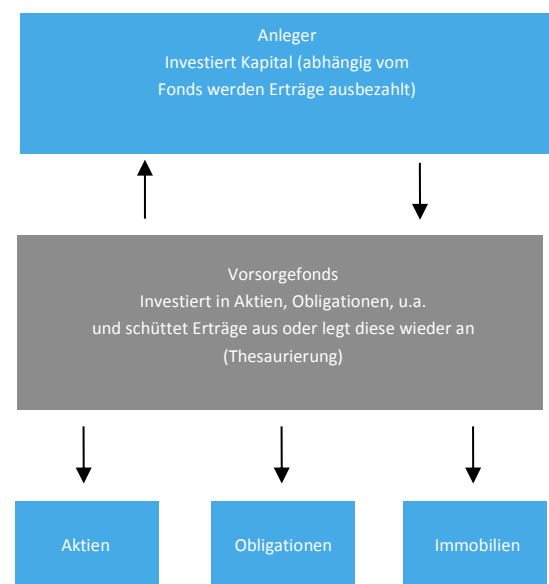 Anleger
Investiert Kapital (abhängig vom
Fonds werden Erträge ausbezahlt)
Vorsorgefonds
Investiert in Aktien, Obligationen, u.a.
und schüttet Erträge aus oder legt diese wieder an
(Thesaurierung)
Aktien
Obligationen
Immobilien